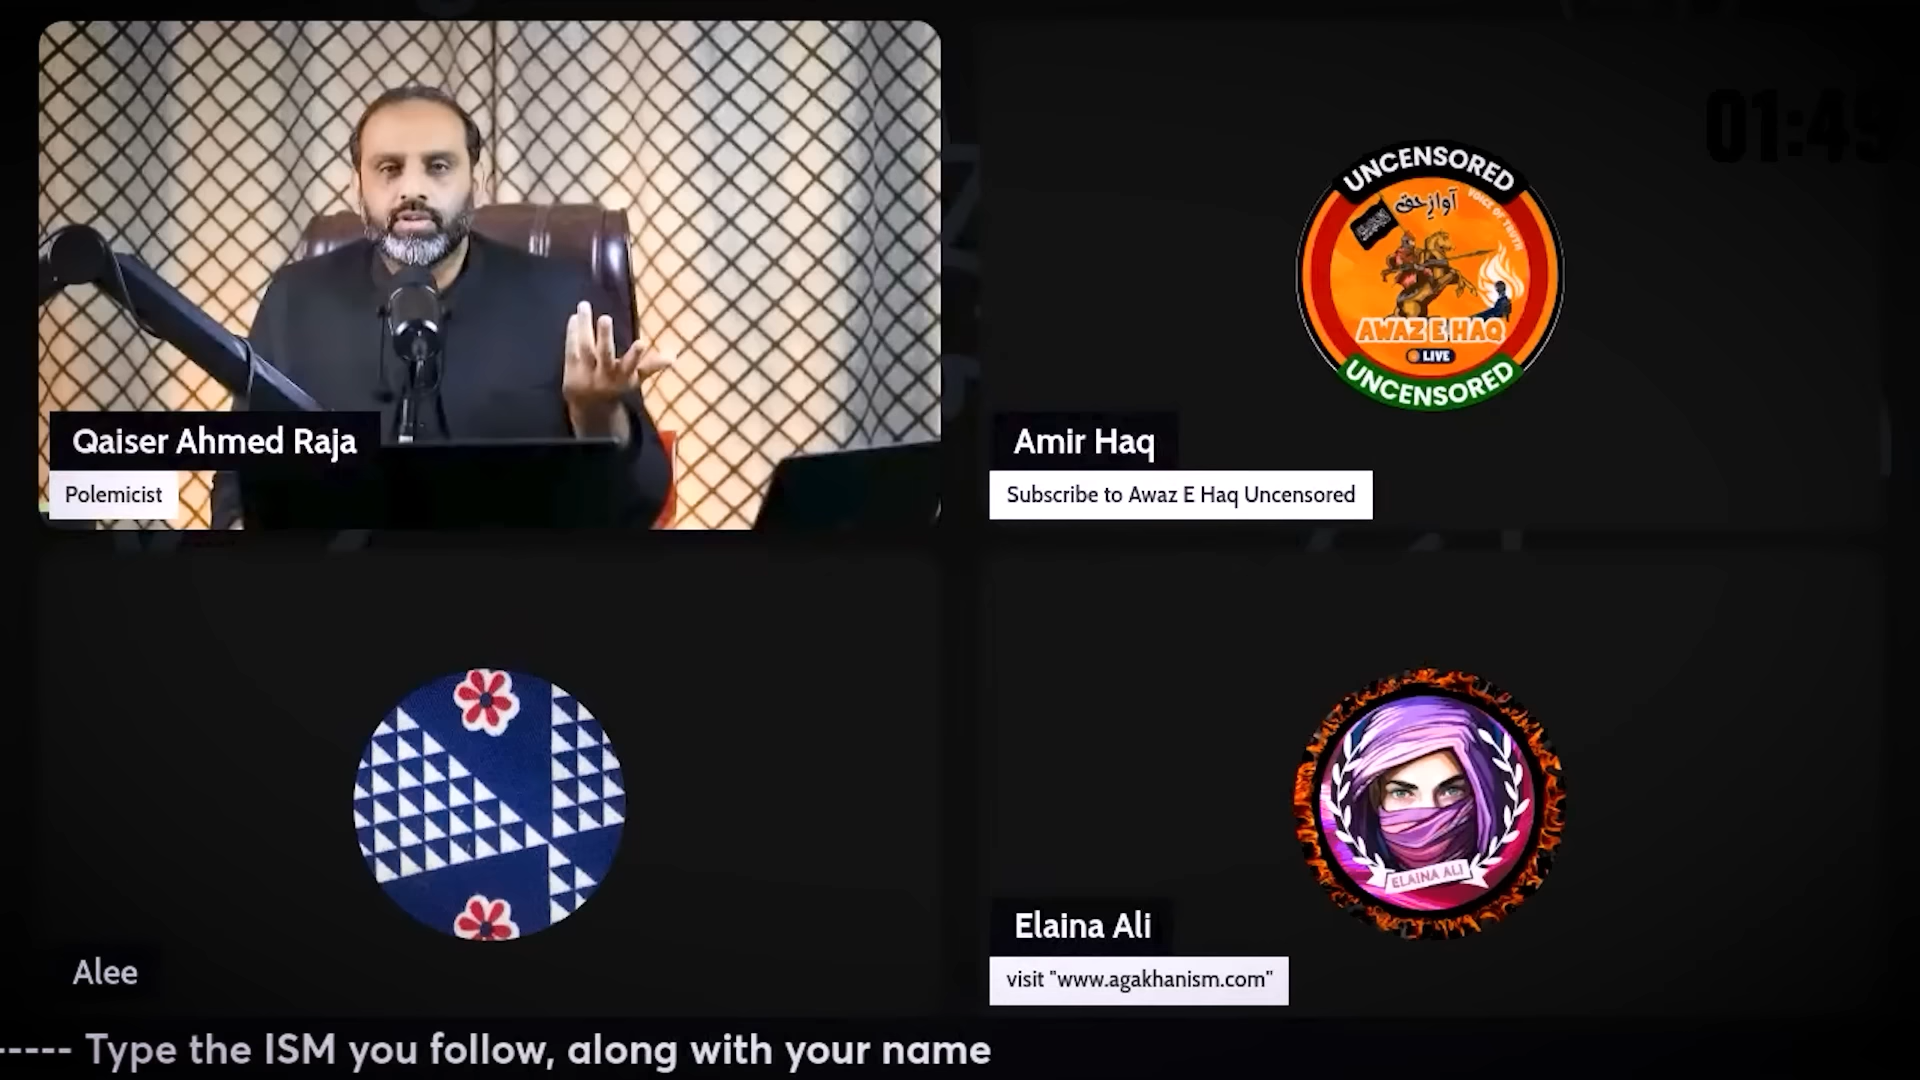 Qaiser Ahmed Raja
Polemicist
UNCENSORED
آوازِ حق
VOICE OF TRUTH
AWAZ E HAQ
LIVE
UNCENSORED
Amir Haq
Subscribe to Awaz E Haq Uncensored
01:49
Alee
ELAINA ALI
Elaina Ali
visit "www.agakhanism.com"
----- Type the ISM you follow, along with your name